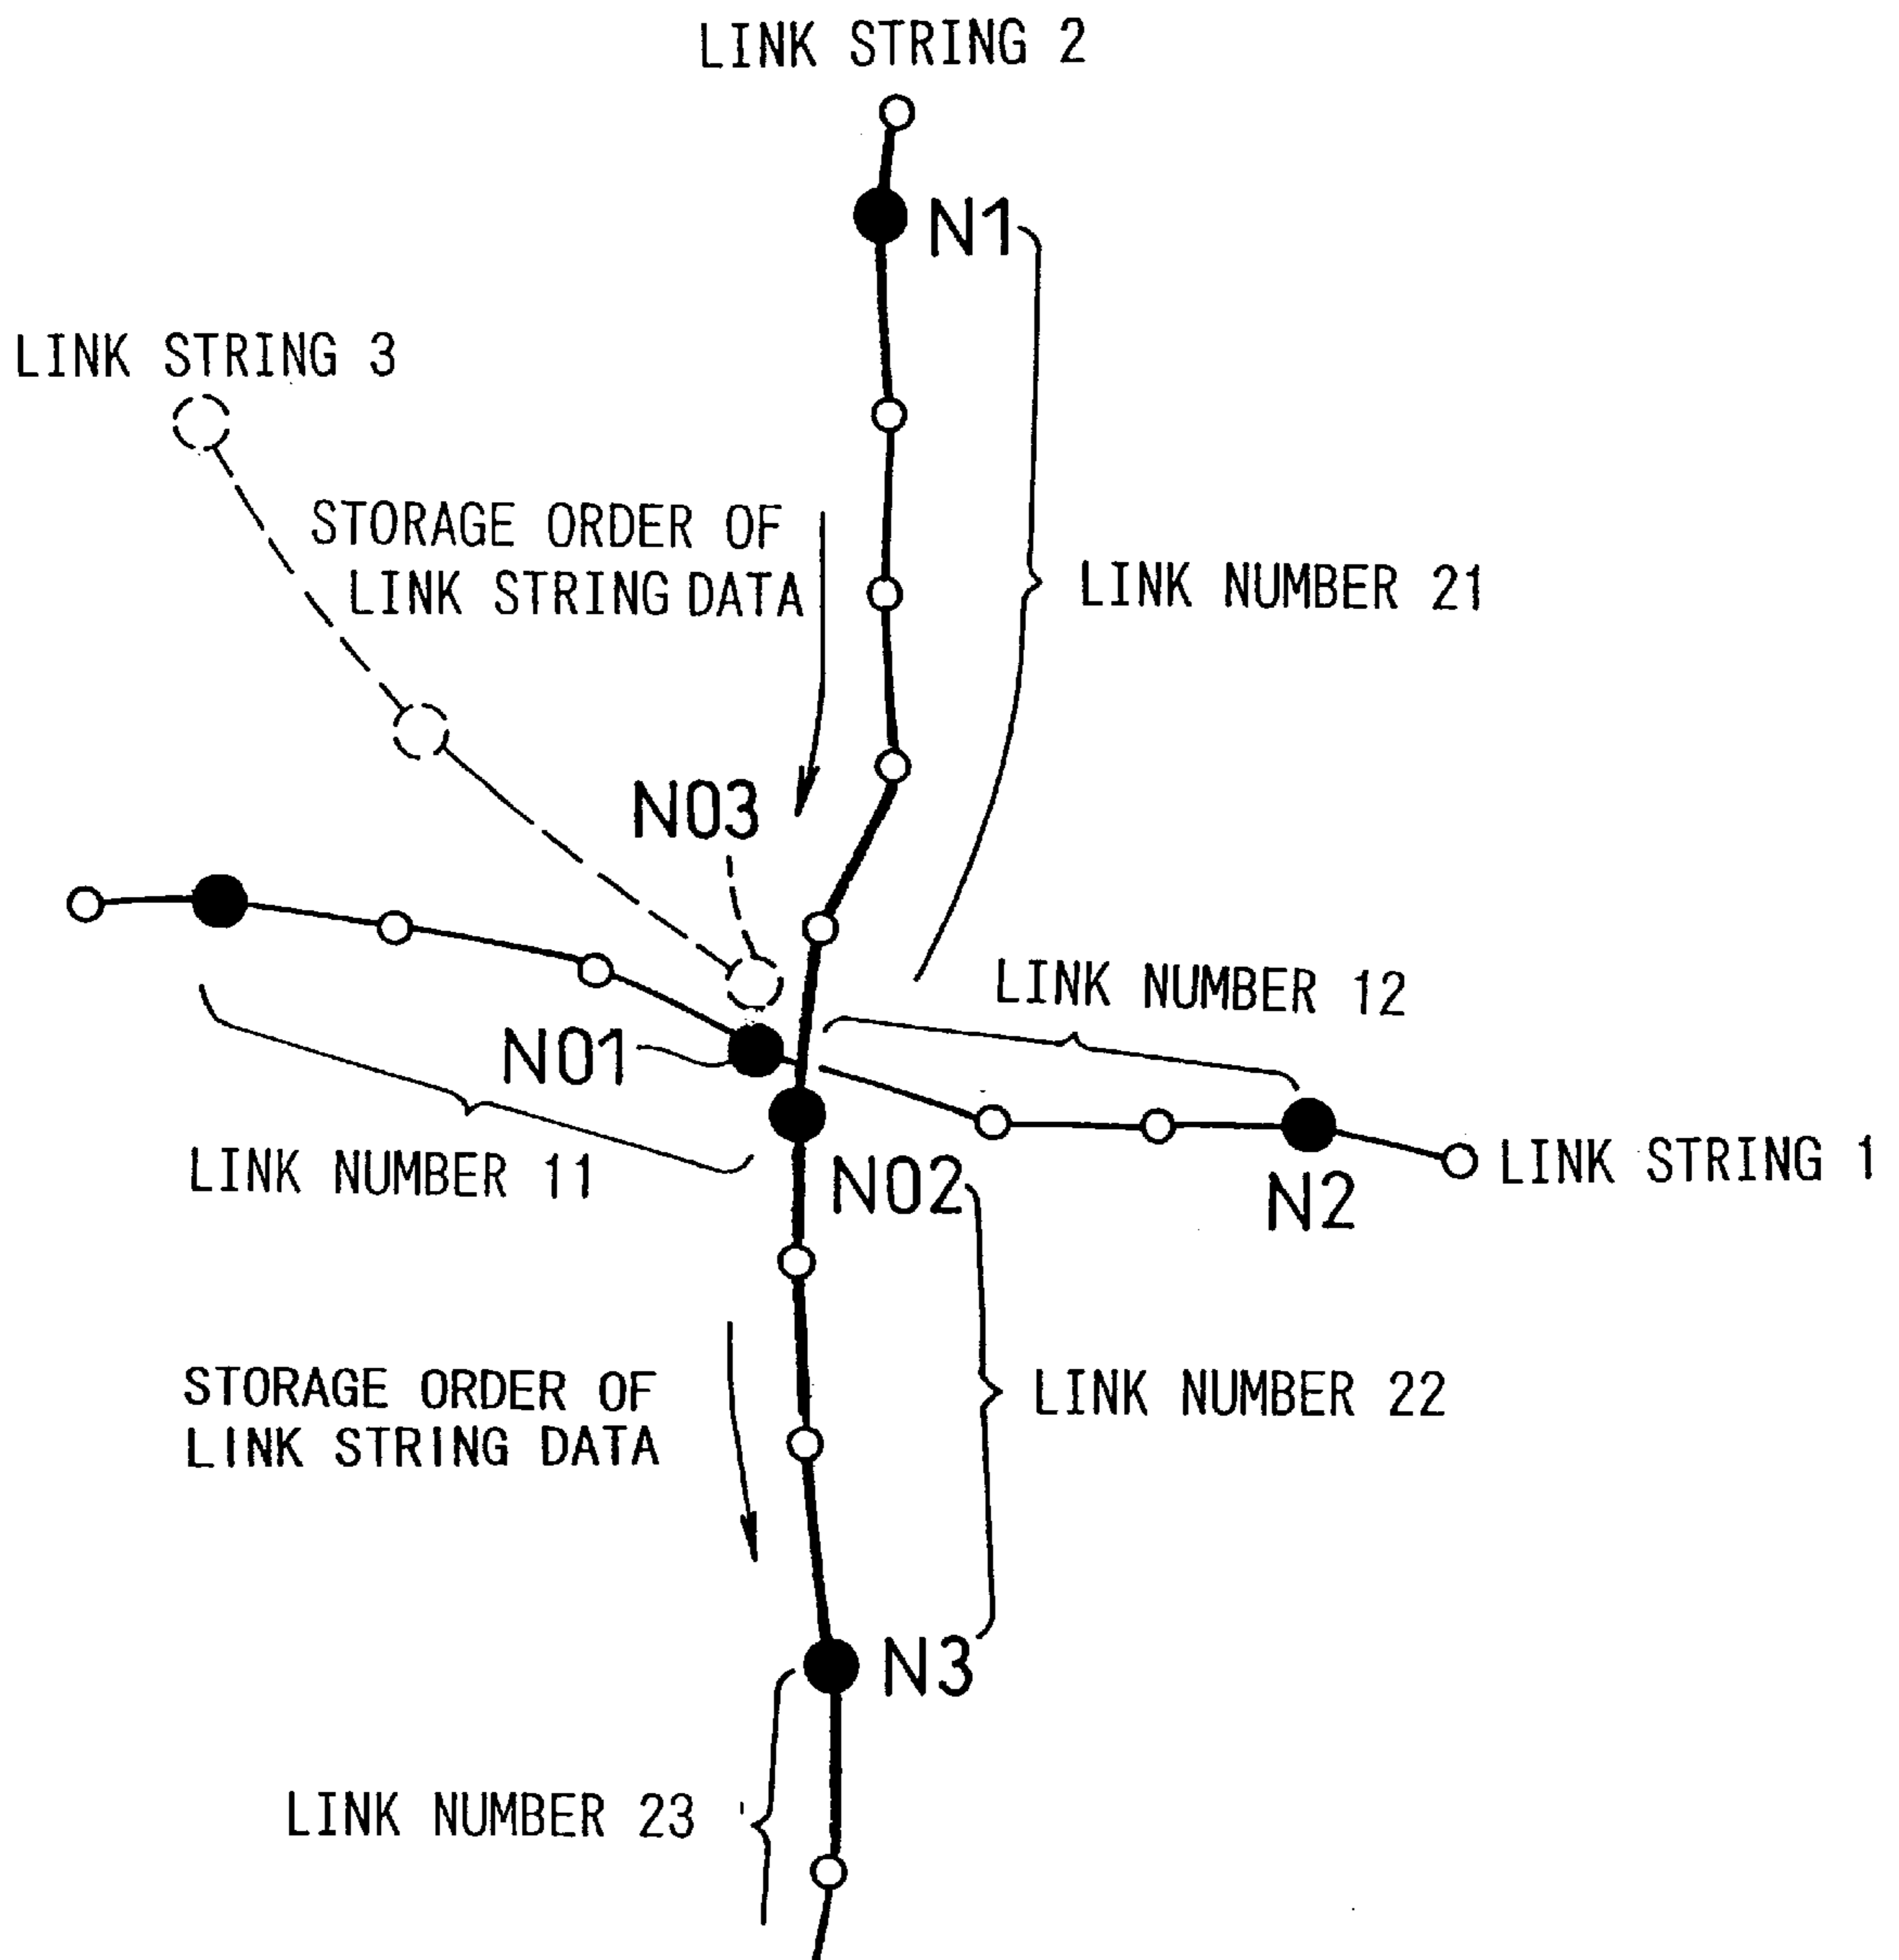 LINK STRING 2
N1
LINK STRING 3
STORAGE ORDER OF
LINK STRING DATA
LINK NUMBER 21
N03
LINK NUMBER 12
N01
LINK NUMBER 11
N02
LINK STRING 1
N2
STORAGE ORDER OF
LINK STRING DATA
LINK NUMBER 22
N3
LINK NUMBER 23